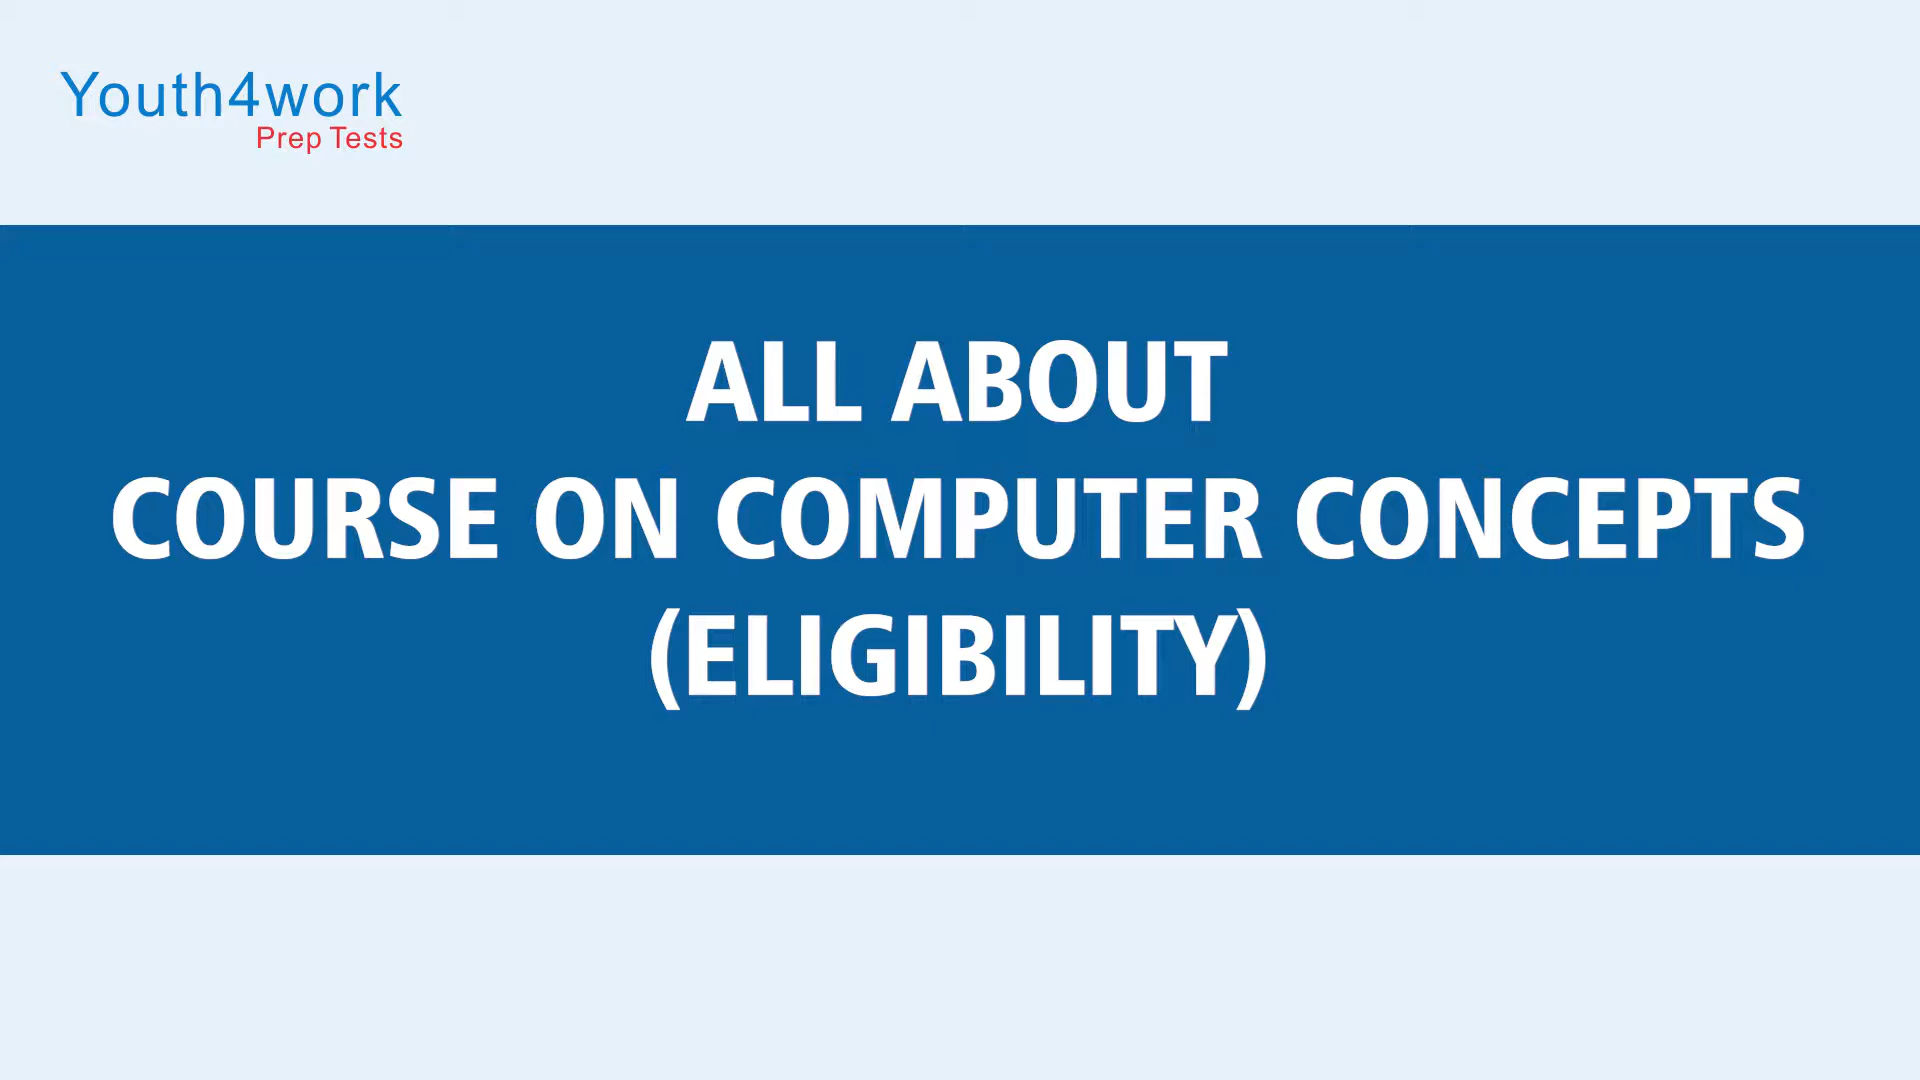 Youth4work
Prep Tests
ALL ABOUT
COURSE ON COMPUTER CONCEPTS
(ELIGIBILITY)